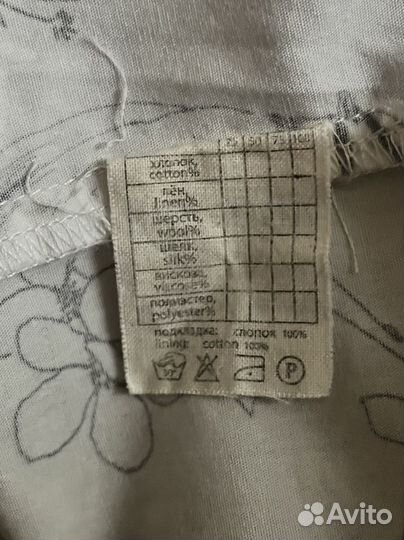 25 50 75 100
хлопок,
cotton%
лён,
linen%
шерсть,
wool%
шелк,
silk%
вискоза,
viscose%
полиэстер,
polyester%
подкладка: хлопок 100%
lining: cotton 100%
P
Avito